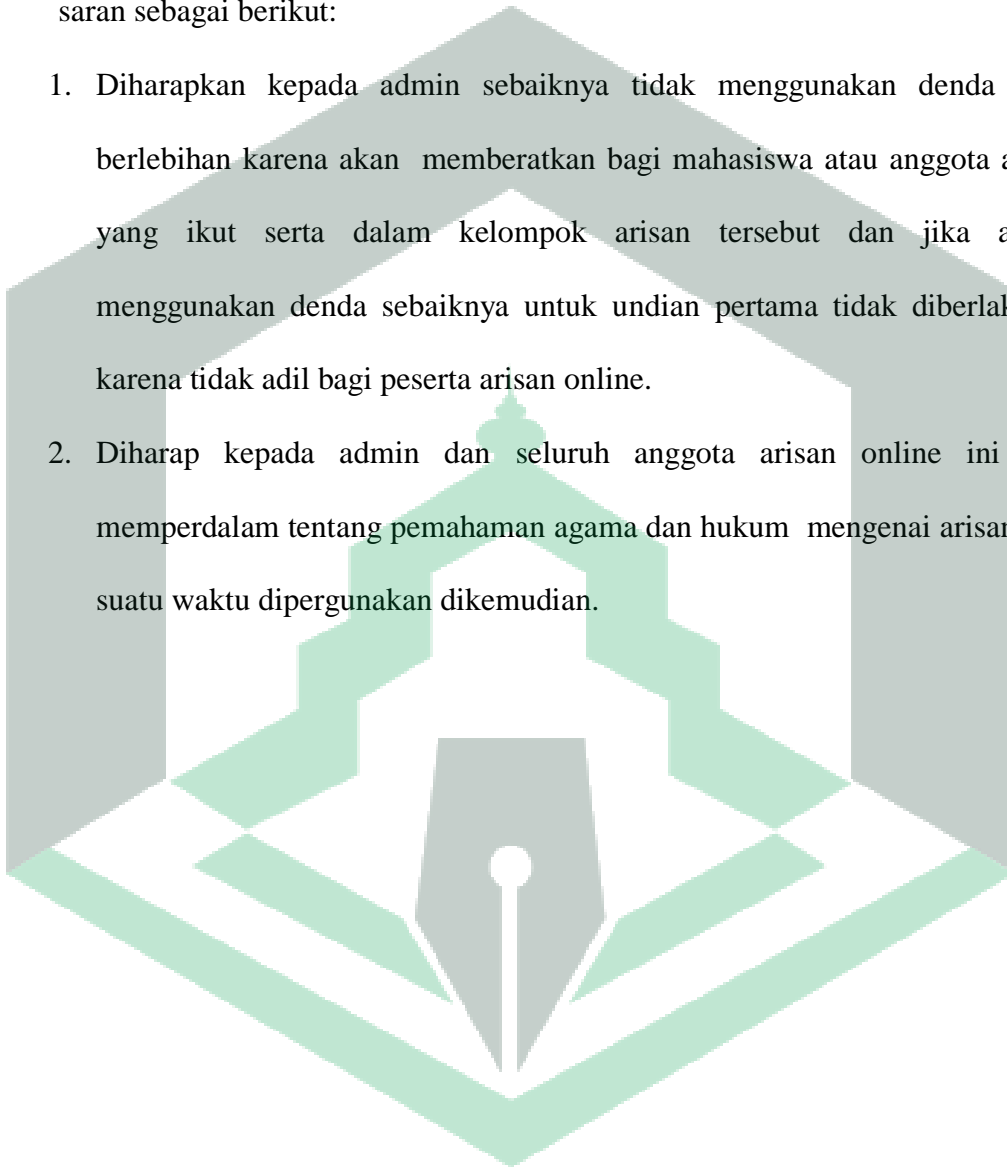 saran sebagai berikut:
1. Diharapkan kepada admin sebaiknya tidak menggunakan denda
berlebihan karena akan memberatkan bagi mahasiswa atau anggota
yang ikut serta dalam kelompok arisan tersebut dan jika
menggunakan denda sebaiknya untuk undian pertama tidak
karena tidak adil bagi peserta arisan online.
2. Diharap kepada admin dan seluruh anggota arisan online ini
memperdalam tentang pemahaman agama dan hukum mengenai arisan
suatu waktu dipergunakan dikemudian.